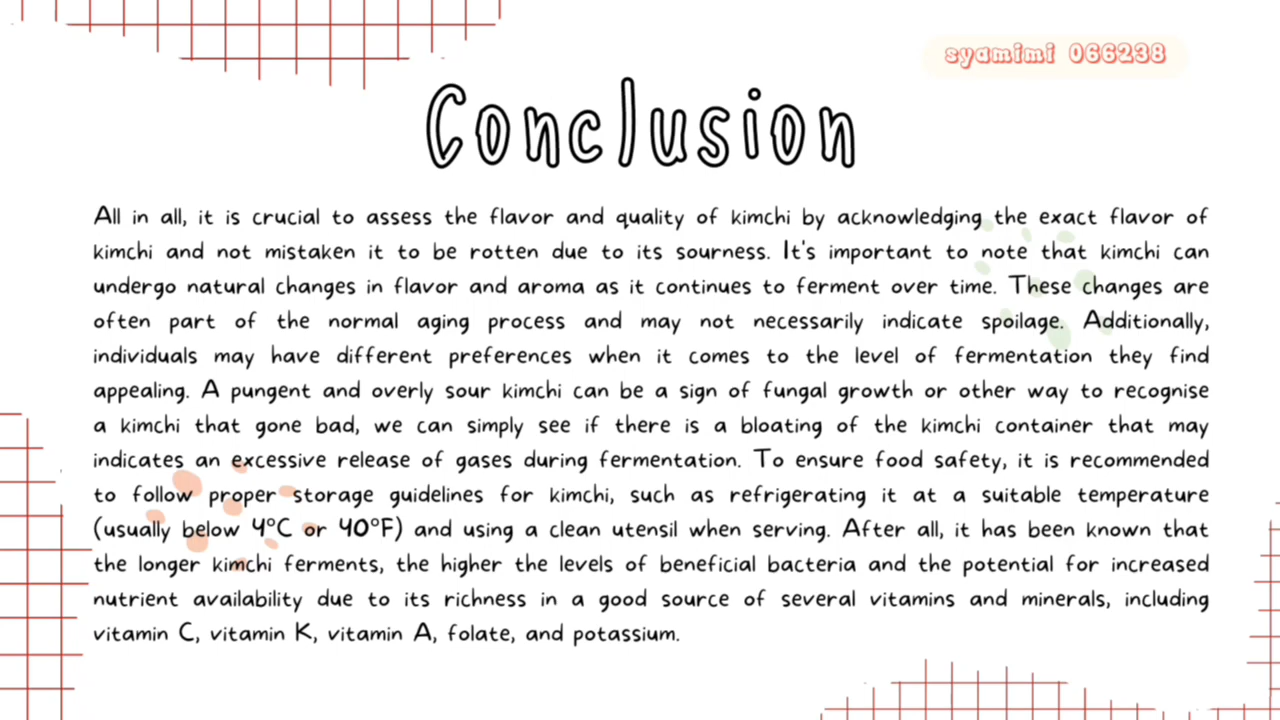 syamimi 066238
Conclusion
All in all, it is crucial to assess the flavor and quality of kimchi by acknowledging the exact flavor of
kimchi and not mistaken it to be rotten due to its sourness. It's important to note that kimchi can
undergo natural changes in flavor and aroma as it continues to ferment over time. These changes are
often part of the normal aging process and may not necessarily indicate spoilage. Additionally,
individuals may have different preferences when it comes to the level of fermentation they find
appealing. A pungent and overly sour kimchi can be a sign of fungal growth or other way to recognise
a kimchi that gone bad, we can simply see if there is a bloating of the kimchi container that may
indicates an excessive release of gases during fermentation. To ensure food safety, it is recommended
to follow proper storage guidelines for kimchi, such as refrigerating it at a suitable temperature
(usually below 4°C or 40°F) and using a clean utensil when serving. After all, it has been known that
the longer kimchi ferments, the higher the levels of beneficial bacteria and the potential for increased
nutrient availability due to its richness in a good source of several vitamins and minerals, including
vitamin C, vitamin K, vitamin A, folate, and potassium.